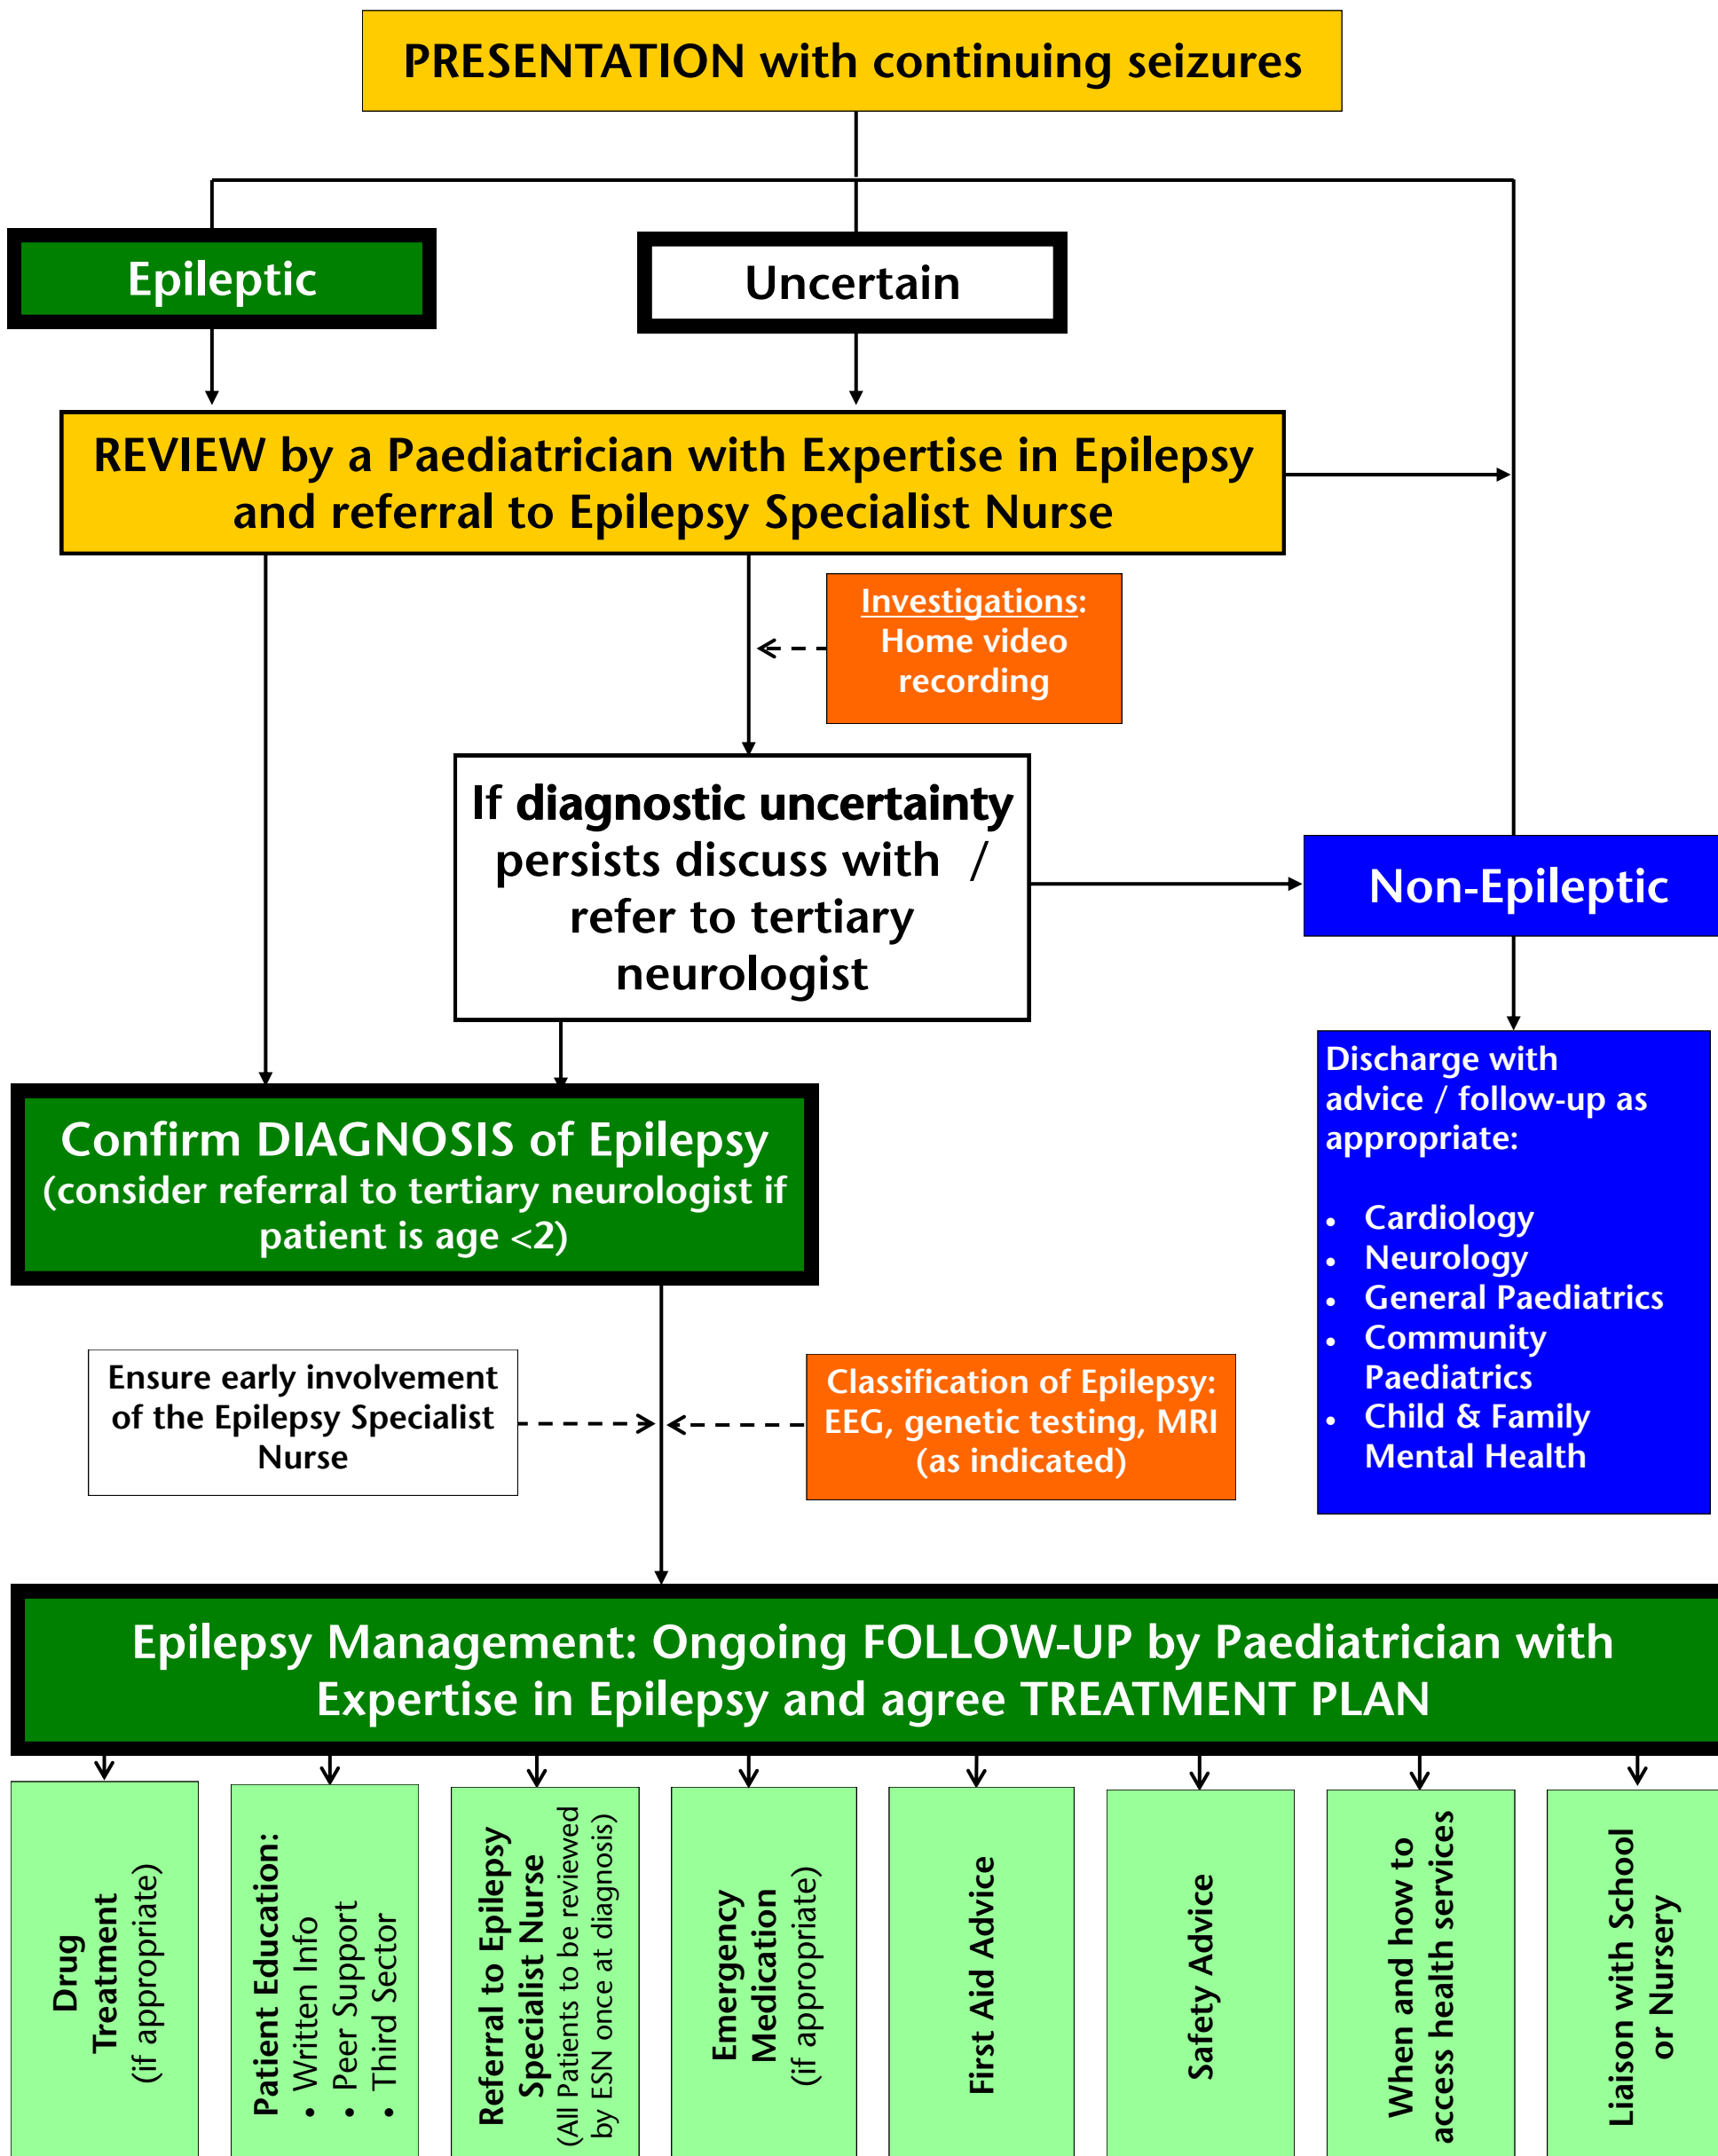 PRESENTATION with continuing seizures
Epileptic
Uncertain
REVIEW by a Paediatrician with Expertise in Epilepsy
and referral to Epilepsy Specialist Nurse
Investigations:
Home video
recording
If diagnostic uncertainty
persists discuss with /
refer to tertiary
neurologist
Non-Epileptic
Confirm DIAGNOSIS of Epilepsy
(consider referral to tertiary neurologist if
patient is age <2)
Discharge with
advice / follow-up as
appropriate:
• Cardiology
• Neurology
• General Paediatrics
• Community
Paediatrics
• Child & Family
Mental Health
Ensure early involvement
of the Epilepsy Specialist
Nurse
Classification of Epilepsy:
EEG, genetic testing, MRI
(as indicated)
Epilepsy Management: Ongoing FOLLOW-UP by Paediatrician with
Expertise in Epilepsy and agree TREATMENT PLAN
Drug
Treatment
(if appropriate)
Patient Education:
• Written Info
• Peer Support
• Third Sector
Referral to Epilepsy
Specialist Nurse
(All Patients to be reviewed
by ESN once at diagnosis)
Emergency
Medication
(if appropriate)
First Aid Advice
Safety Advice
When and how to
access health services
Liaison with School
or Nursery